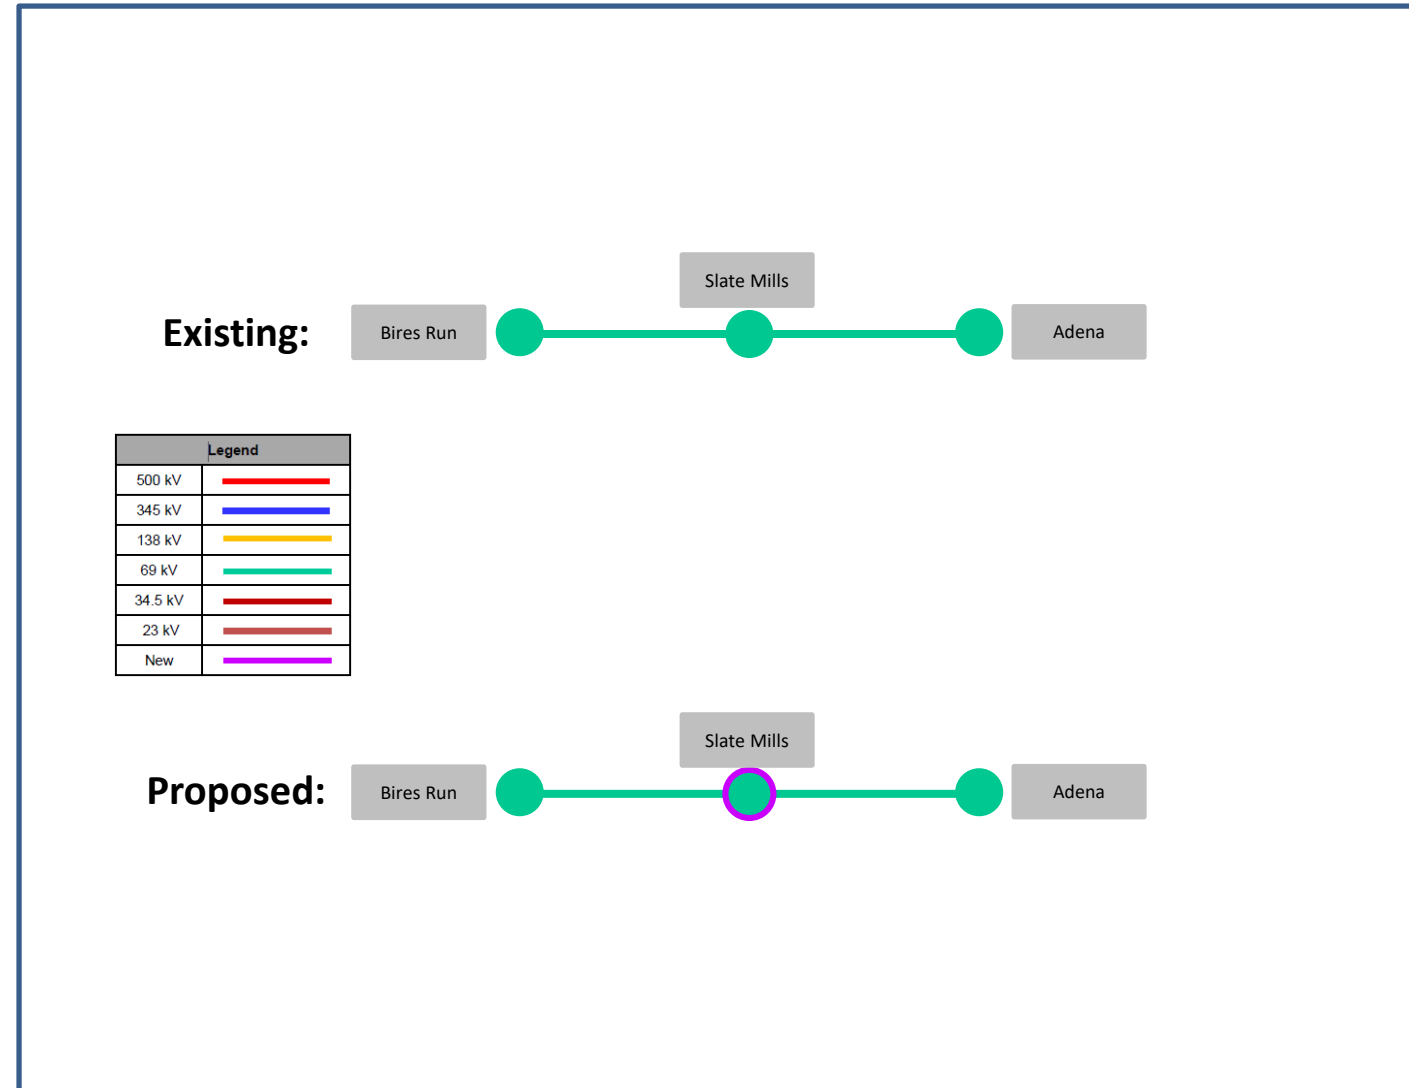 Slate Mills
Existing:
Bires Run
Adena
Legend
500 kV
345 kV
138 kV
69 kV
34.5 kV
23 kV
New
Slate Mills
Proposed:
Bires Run
Adena